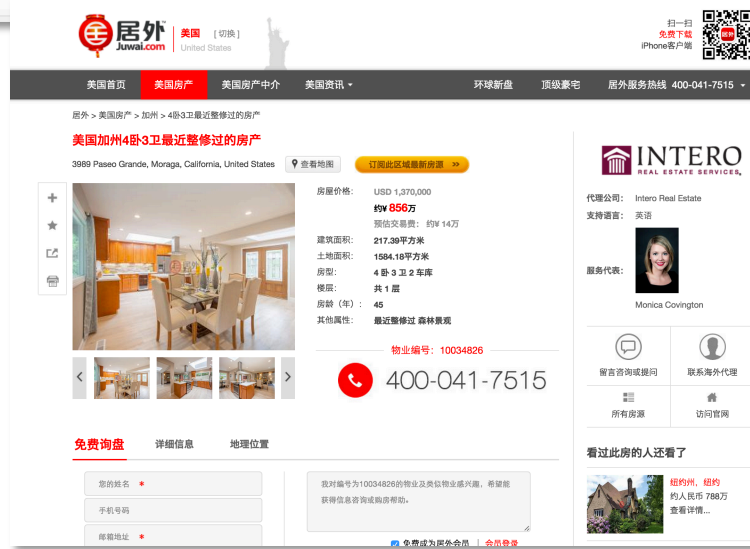 居外
Juwai.com
美国 [切换]
United States
扫一扫
免费下载
iPhone客户端
居外
美国首页 美国房产 美国房产中介 美国资讯 环球新盘 顶级豪宅 居外服务热线 400-041-7515
居外 > 美国房产 > 加州 > 4卧3卫最近整修过的房产
美国加州4卧3卫最近整修过的房产
3989 Paseo Grande, Moraga, California, United States 查看地图 订阅此区域最新房源 »
房屋价格: USD 1,370,000
约¥ 856万
预估交易费: 约¥ 14万
建筑面积: 217.39平方米
土地面积: 1584.18平方米
房型: 4 卧 3 卫 2 车库
楼层: 共 1 层
房龄（年）: 45
其他属性: 最近整修过 森林景观
物业编号: 10034826
400-041-7515
INTERO
REAL ESTATE SERVICES
代理公司: Intero Real Estate
支持语言: 英语
服务代表:
Monica Covington
留言咨询或提问 联系海外代理
所有房源 访问官网
看过此房的人还看了
纽约州，纽约
约人民币 788万
查看详情...
免费询盘 详细信息 地理位置
您的姓名 *
手机号码
邮箱地址 *
我对编号为10034826的物业及类似物业感兴趣，希望能
获得信息咨询或购房帮助。
免费成为居外会员 | 会员登录